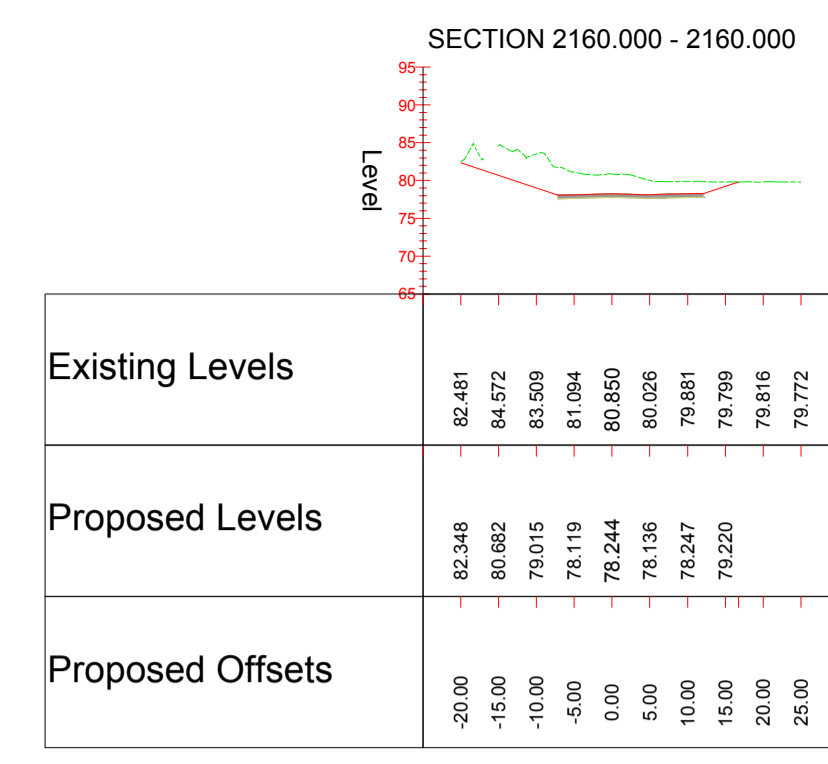 SECTION 2160.000 - 2160.000
95
90
85
80
75
70
65
Level
Existing Levels
82.481 84.572 83.509 81.094 80.850 80.026 79.881 79.799 79.816 79.772
Proposed Levels
82.348 80.682 79.015 78.119 78.244 78.136 78.247 79.220
Proposed Offsets
-20.00 -15.00 -10.00 -5.00 0.00 5.00 10.00 15.00 20.00 25.00